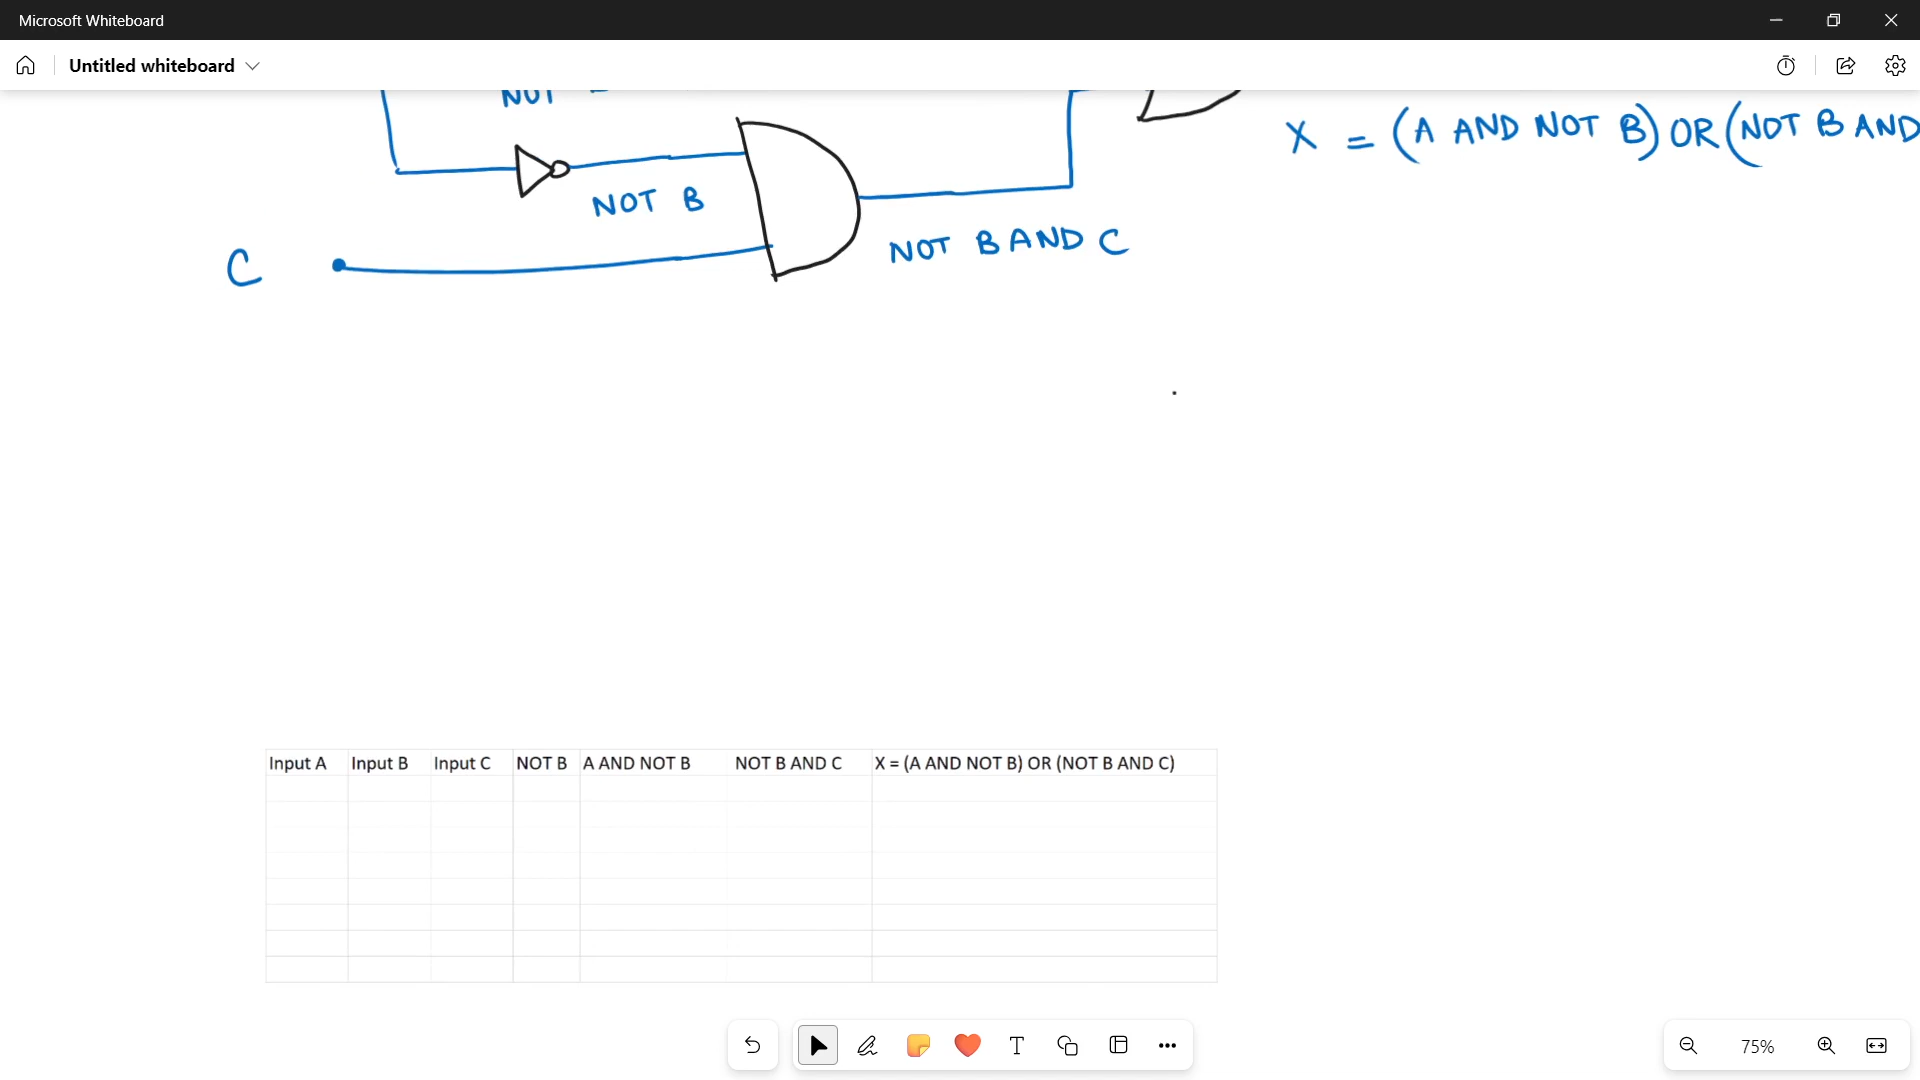 Microsoft Whiteboard
Untitled whiteboard
NOT
X = (A AND NOT B) OR (NOT B AND
NOT B
C
NOT B AND C
Input A Input B Input C NOT B A AND NOT B NOT B AND C X = (A AND NOT B) OR (NOT B AND C)
T
75%